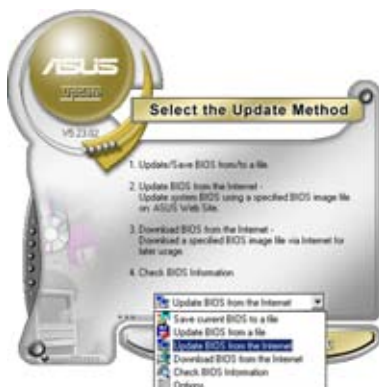 ASUS
Update
V5.23.02
Select the Update Method
1. Update/Save BIOS from/to a file.
2. Update BIOS from the Internet -
Update system BIOS using a specified BIOS image file
on ASUS Web Site.
3. Download BIOS from the Internet -
Download a specified BIOS image file via Internet for
later usage.
4. Check BIOS Information
Update BIOS from the Internet
Save current BIOS to a file
Update BIOS from a file
Update BIOS from the Internet
Download BIOS from the Internet
Check BIOS Information
Options